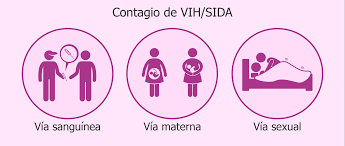 Contagio de VIH/SIDA
Vía sanguínea
Vía materna
Vía sexual